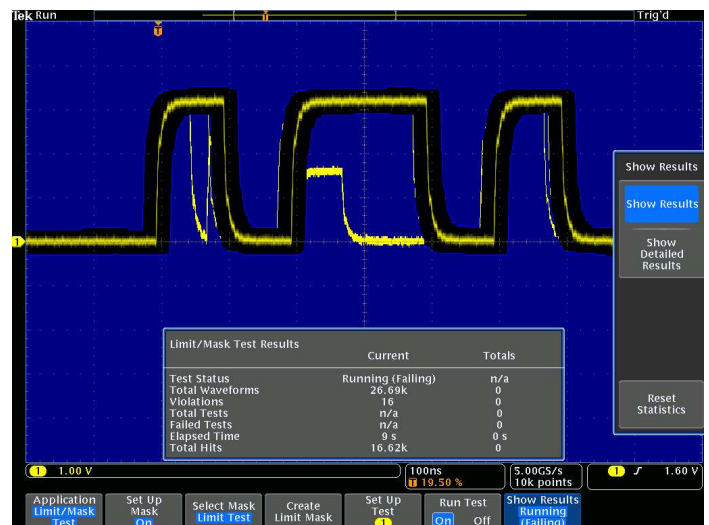 Tek Run Trig'd
T
T
Show Results
Show Results
Show
Detailed
Results
Reset
Statistics
1
Limit/Mask Test Results
Current Totals
Test Status Running (Failing) n/a
Total Waveforms 26.69k 0
Violations 16 0
Total Tests n/a 0
Failed Tests n/a 0
Elapsed Time 9 s 0 s
Total Hits 16.62k 0
1 1.00 V
100ns
T 19.50 %
5.00GS/s
10k points
1 1.60 V
Application
Limit/Mask
Test
Set Up
Mask
On
Select Mask
Limit Test
Create
Limit Mask
Set Up
Test
1
Run Test
On Off
Show Results
Running
(Failing)